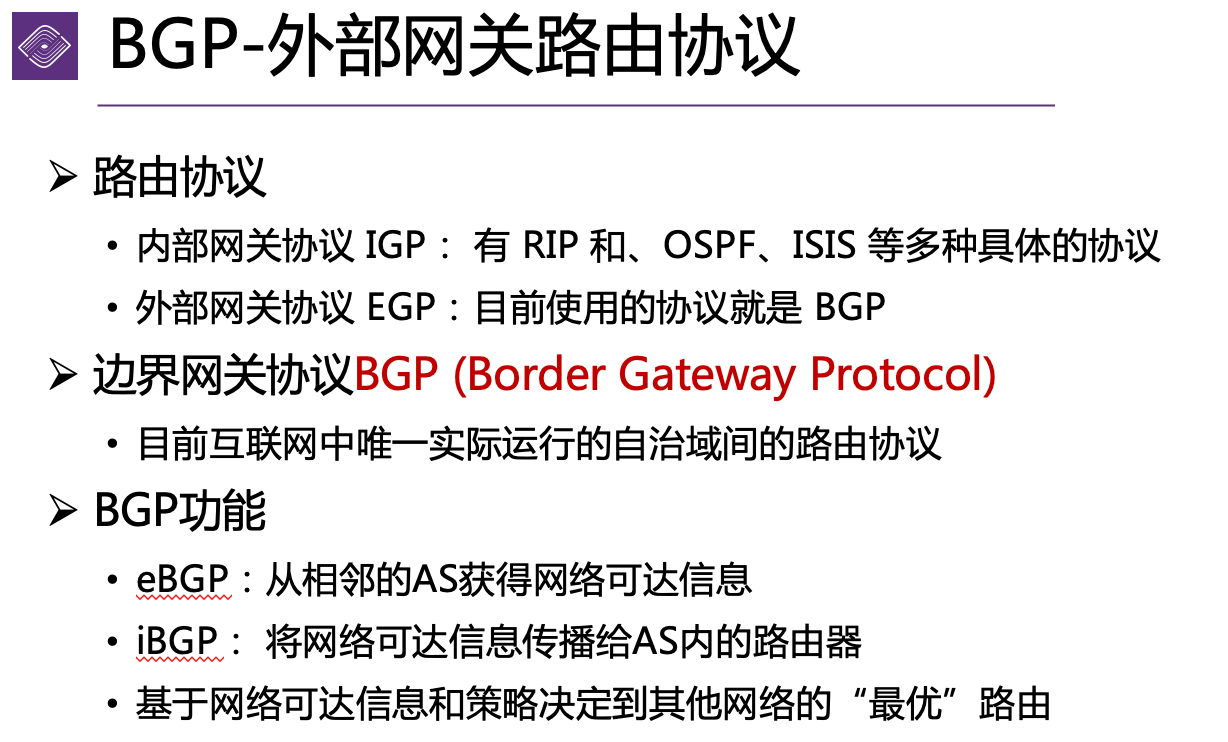 BGP-外部网关路由协议
➢ 路由协议
• 内部网关协议 IGP： 有 RIP 和、OSPF、ISIS 等多种具体的协议
• 外部网关协议 EGP：目前使用的协议就是 BGP
➢ 边界网关协议BGP (Border Gateway Protocol)
• 目前互联网中唯一实际运行的自治域间的路由协议
➢ BGP功能
• eBGP：从相邻的AS获得网络可达信息
• iBGP： 将网络可达信息传播给AS内的路由器
• 基于网络可达信息和策略决定到其他网络的“最优”路由